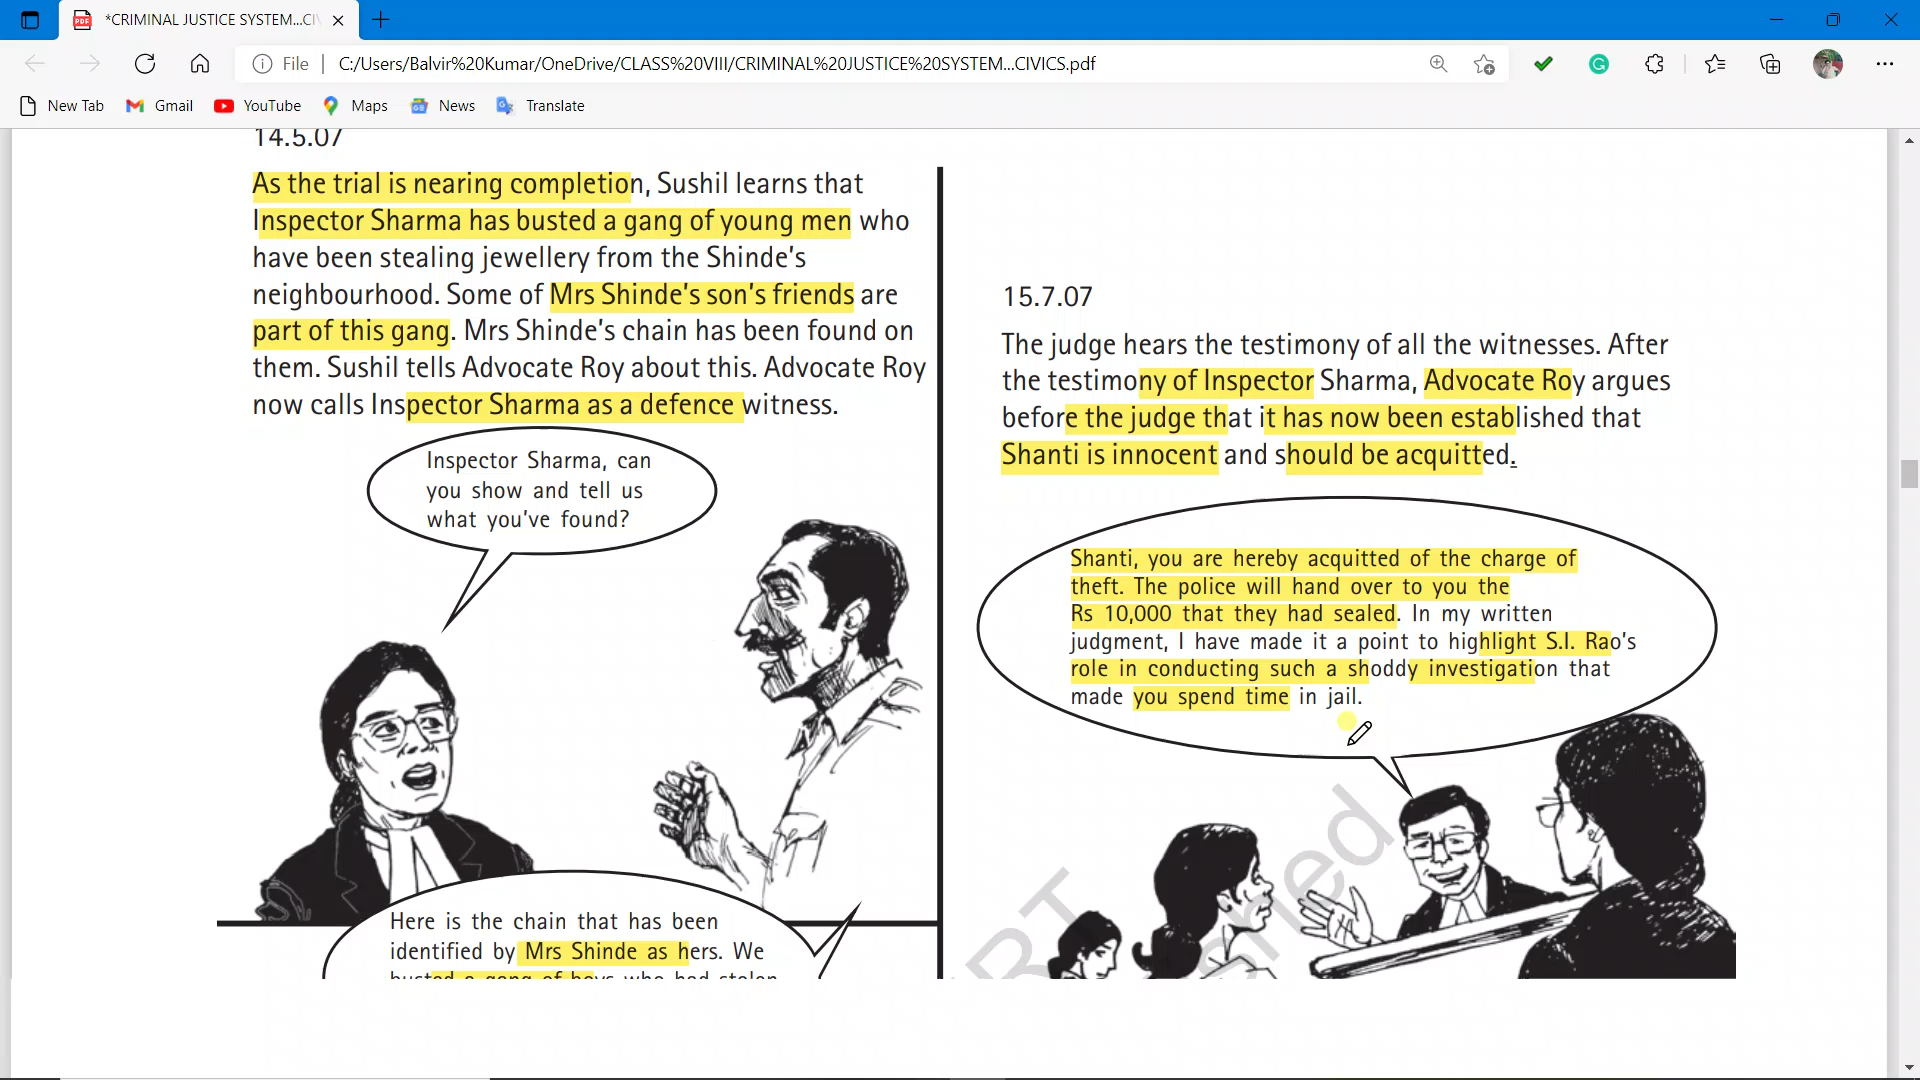 *CRIMINAL JUSTICE SYSTEM...CI
File
C:/Users/Balvir%20Kumar/OneDrive/CLASS%20VIII/CRIMINAL%20JUSTICE%20SYSTEM...CIVICS.pdf
New Tab
Gmail
YouTube
Maps
News
Translate
14.5.07
As the trial is nearing completion, Sushil learns that
Inspector Sharma has busted a gang of young men who
have been stealing jewellery from the Shinde's
neighbourhood. Some of Mrs Shinde's son's friends are
part of this gang. Mrs Shinde's chain has been found on
them. Sushil tells Advocate Roy about this. Advocate Roy
now calls Inspector Sharma as a defence witness.
Inspector Sharma, can
you show and tell us
what you've found?
Here is the chain that has been
identified by Mrs Shinde as hers. We
busted a gang of boys who had stolen
15.7.07
The judge hears the testimony of all the witnesses. After
the testimony of Inspector Sharma, Advocate Roy argues
before the judge that it has now been established that
Shanti is innocent and should be acquitted.
Shanti, you are hereby acquitted of the charge of
theft. The police will hand over to you the
Rs 10,000 that they had sealed. In my written
judgment, I have made it a point to highlight S.I. Rao's
role in conducting such a shoddy investigation that
made you spend time in jail.